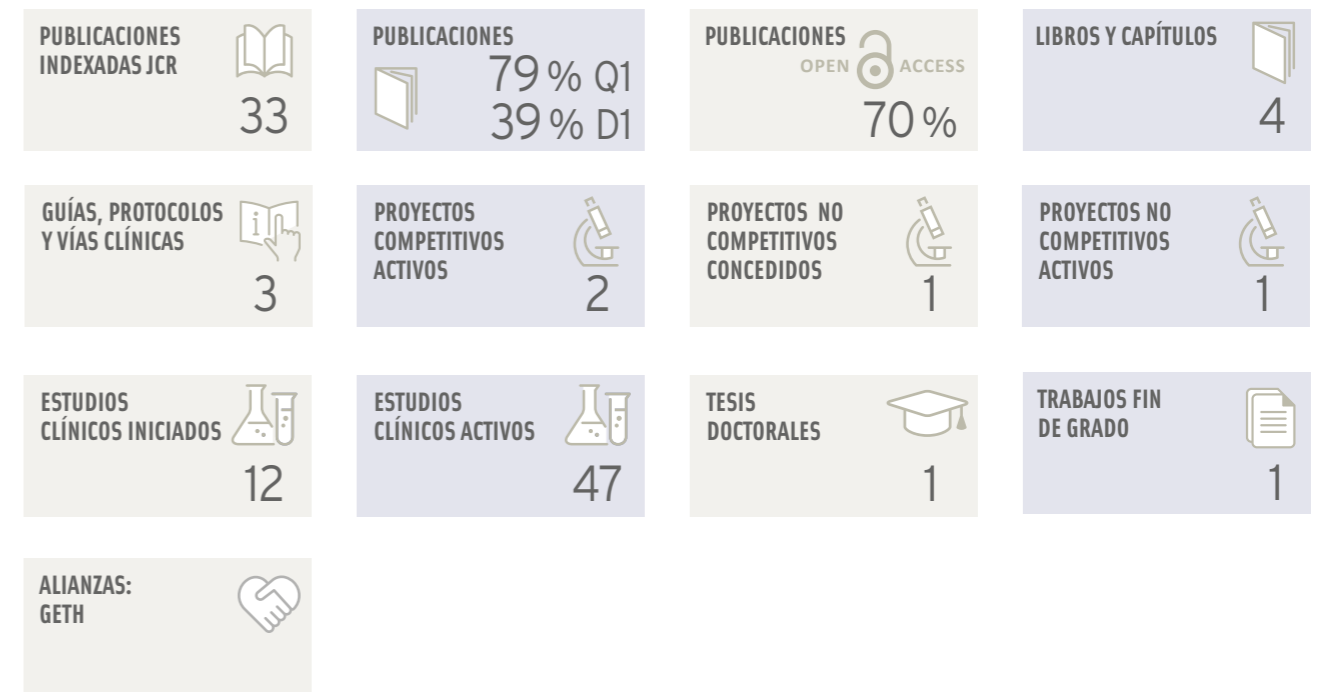 PUBLICACIONES
INDEXADAS JCR
33
PUBLICACIONES
79 % Q1
39 % D1
PUBLICACIONES
OPEN ACCESS
70 %
LIBROS Y CAPÍTULOS
4
GUÍAS, PROTOCOLOS
Y VÍAS CLÍNICAS
i
3
PROYECTOS
COMPETITIVOS
ACTIVOS
2
PROYECTOS NO
COMPETITIVOS
CONCEDIDOS
1
PROYECTOS NO
COMPETITIVOS
ACTIVOS
1
ESTUDIOS
CLÍNICOS INICIADOS
12
ESTUDIOS
CLÍNICOS ACTIVOS
47
TESIS
DOCTORALES
1
TRABAJOS FIN
DE GRADO
1
ALIANZAS:
GETH